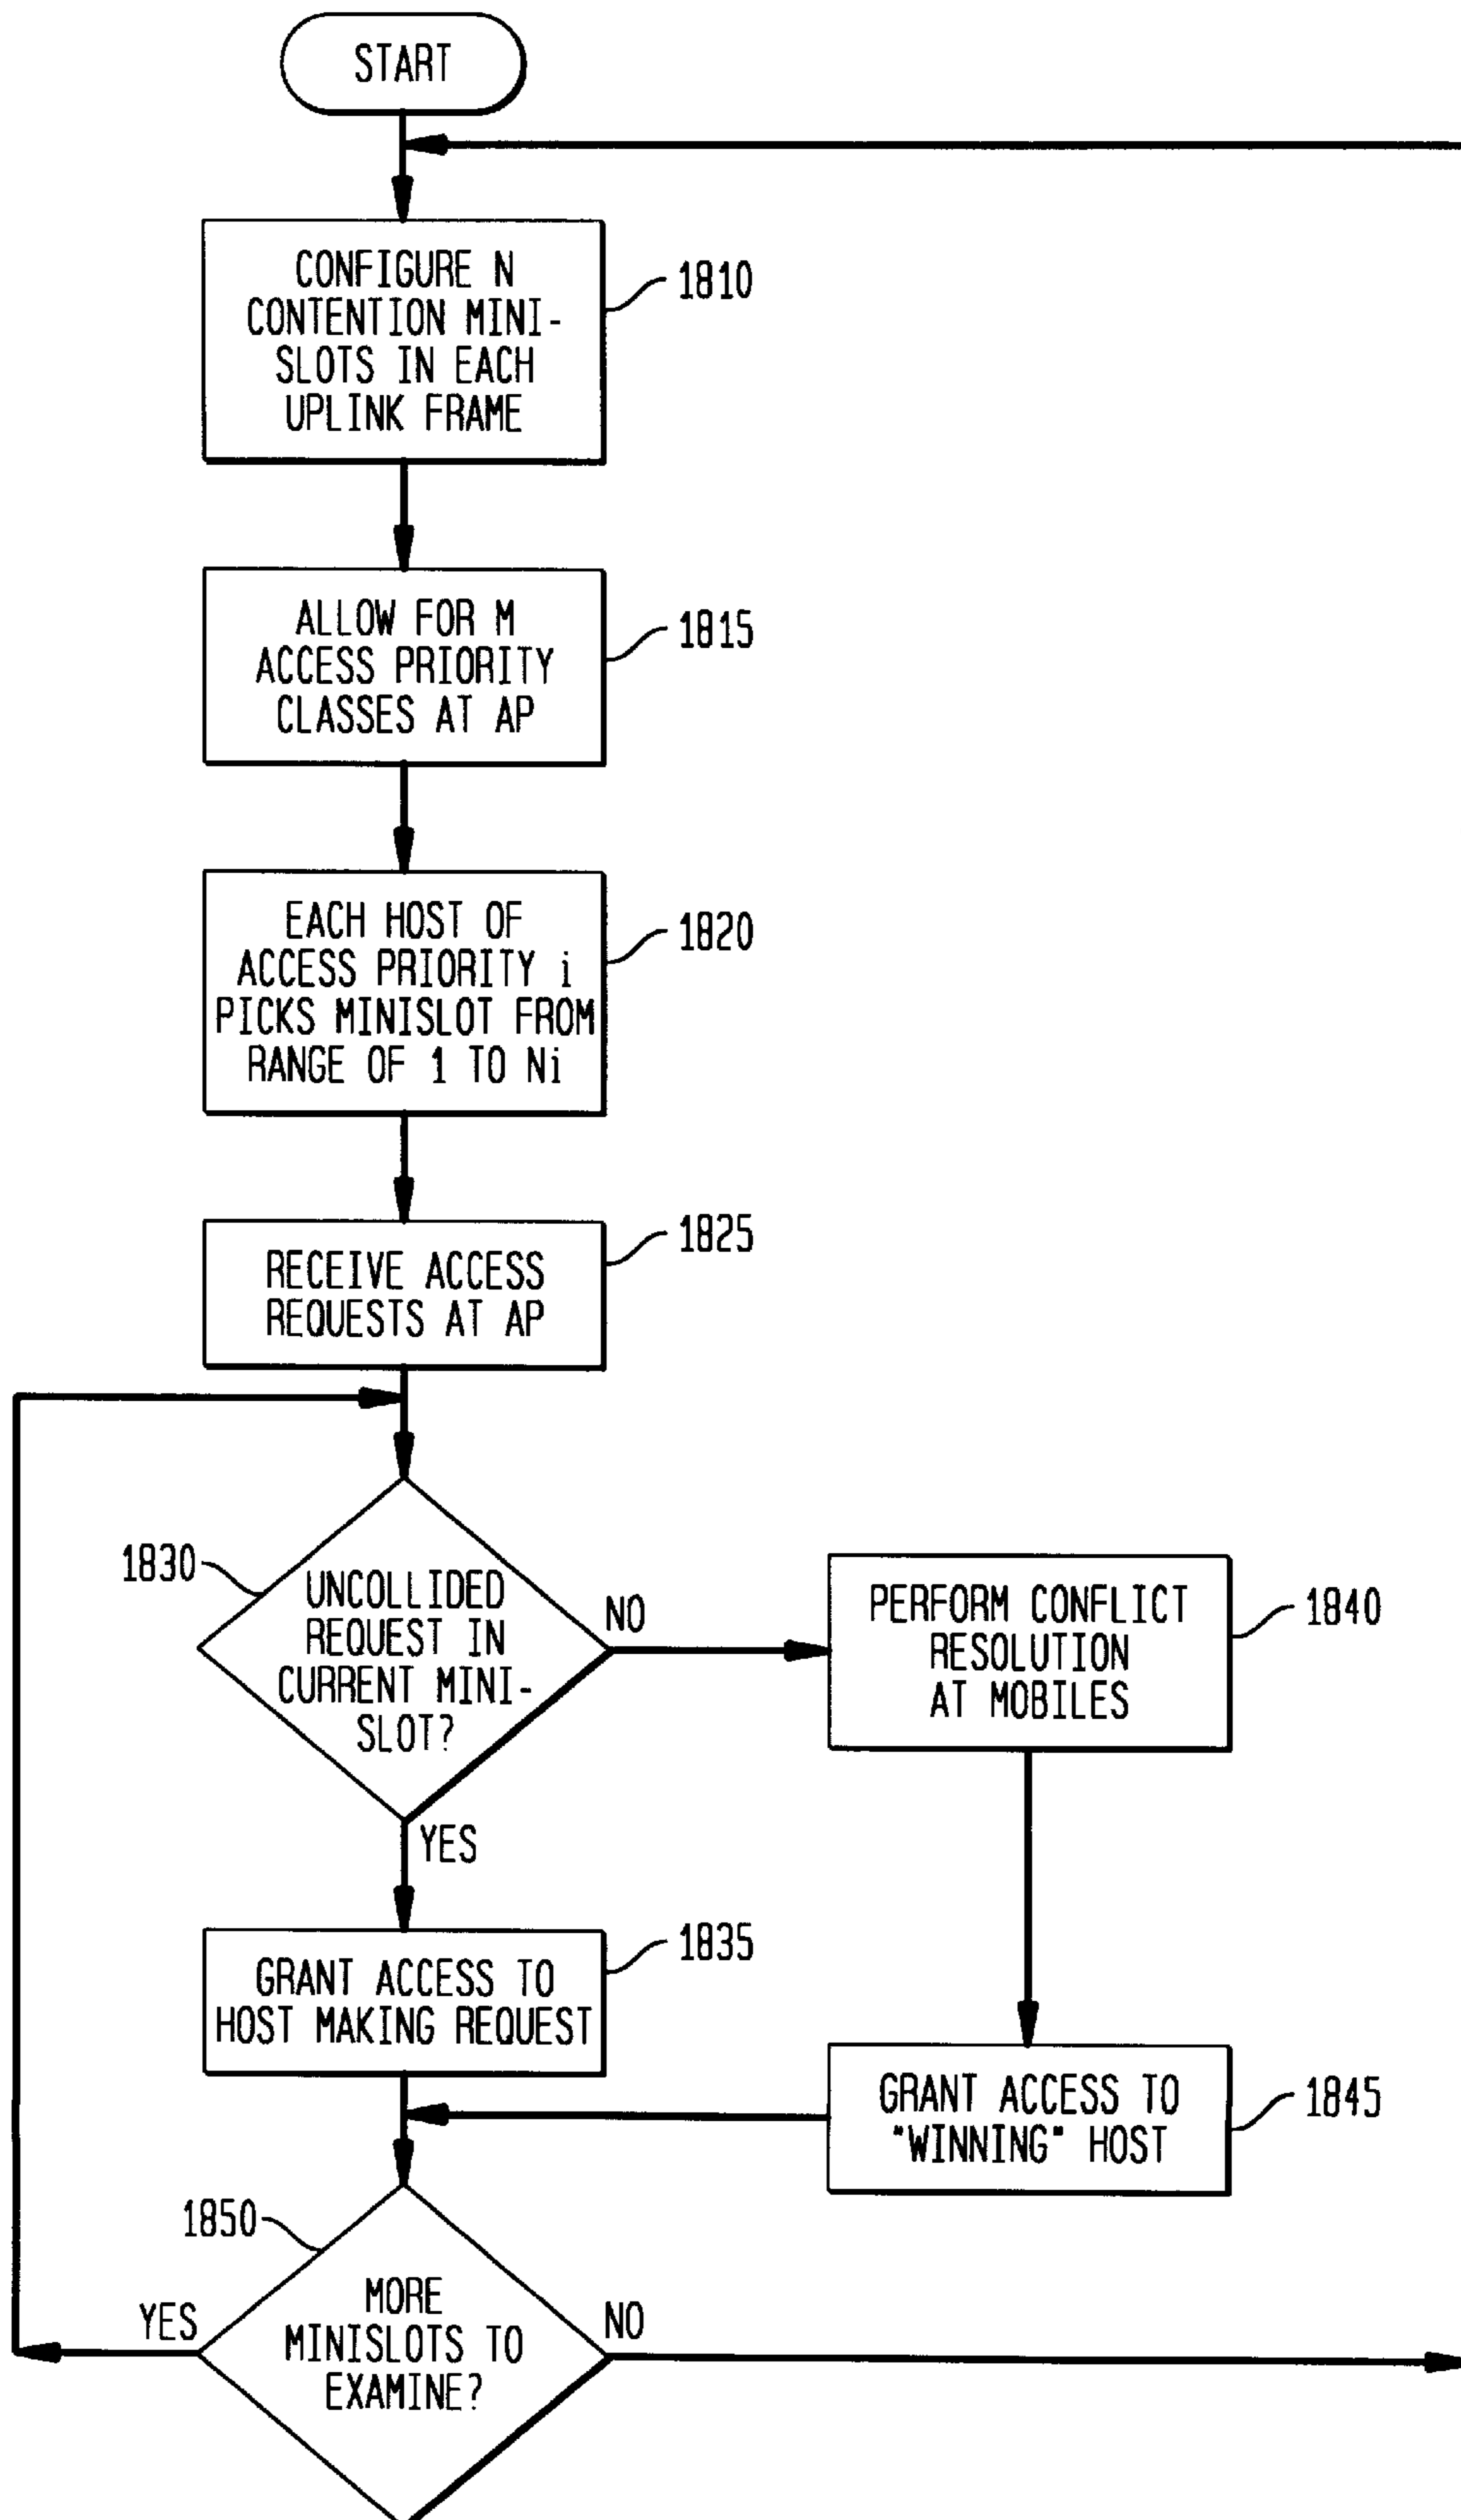 START
CONFIGURE N
CONTENTION MINI-
SLOTS IN EACH
UPLINK FRAME
1810
ALLOW FOR M
ACCESS PRIORITY
CLASSES AT AP
1815
EACH HOST OF
ACCESS PRIORITY i
PICKS MINISLOT FROM
RANGE OF 1 TO Ni
1820
RECEIVE ACCESS
REQUESTS AT AP
1825
1830
UNCOLLIDED
REQUEST IN
CURRENT MINI-
SLOT?
NO
YES
PERFORM CONFLICT
RESOLUTION
AT MOBILES
1840
GRANT ACCESS TO
HOST MAKING REQUEST
1835
GRANT ACCESS TO
"WINNING" HOST
1845
1850
MORE
MINISLOTS TO
EXAMINE?
YES
NO